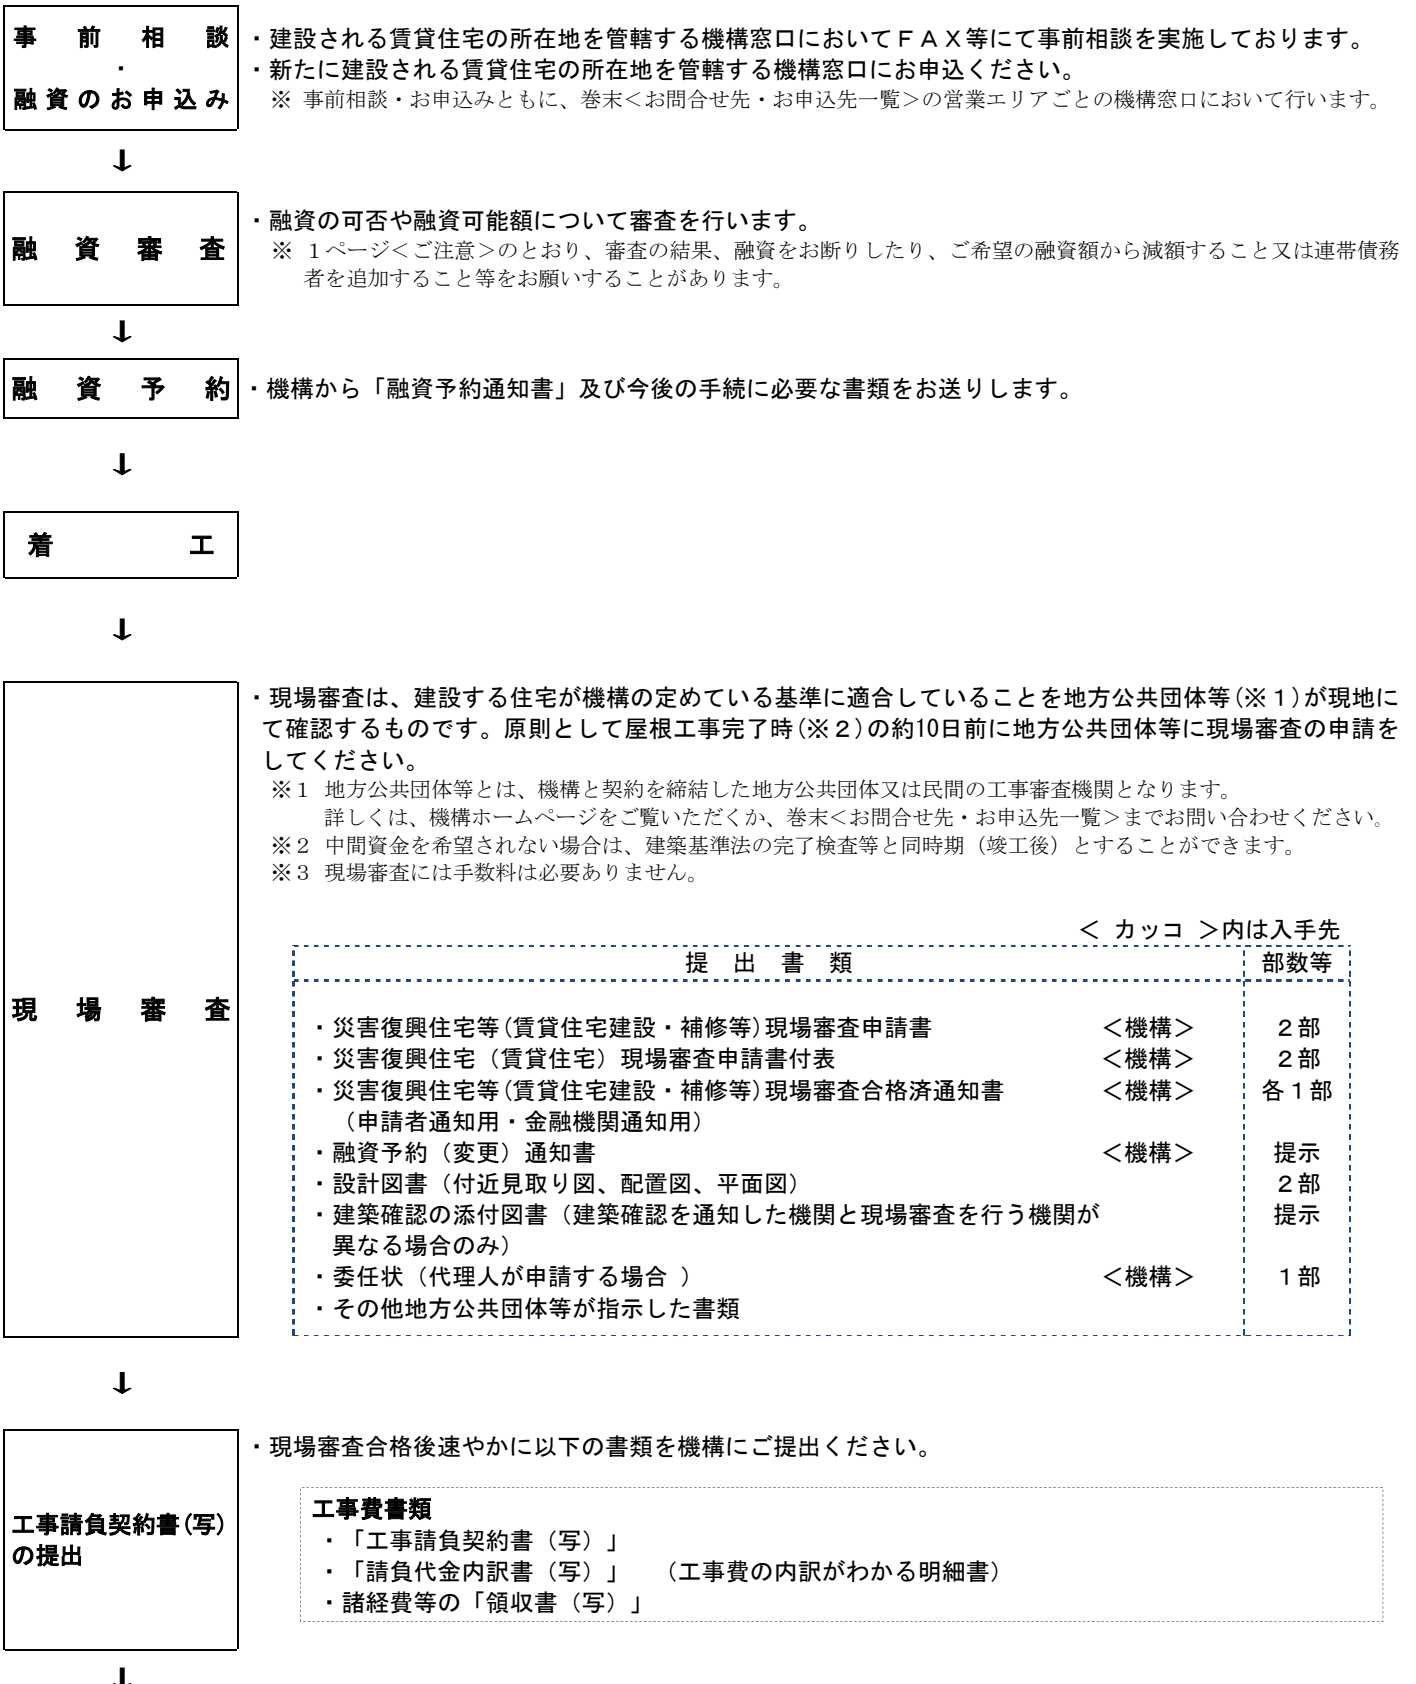 事前相談
・
融資のお申込み
・建設される賃貸住宅の所在地を管轄する機構窓口においてＦＡＸ等にて事前相談を実施しております。
・新たに建設される賃貸住宅の所在地を管轄する機構窓口にお申込ください。
※ 事前相談・お申込みともに、巻末＜お問合せ先・お申込先一覧＞の営業エリアごとの機構窓口において行います。
↓
融資審査
・融資の可否や融資可能額について審査を行います。
※ １ページ＜ご注意＞のとおり、審査の結果、融資をお断りしたり、ご希望の融資額から減額すること又は連帯債務
者を追加すること等をお願いすることがあります。
↓
融資予約
・機構から「融資予約通知書」及び今後の手続に必要な書類をお送りします。
↓
着工
↓
現場審査
・現場審査は、建設する住宅が機構の定めている基準に適合していることを地方公共団体等(※１)が現地に
て確認するものです。原則として屋根工事完了時(※２)の約10日前に地方公共団体等に現場審査の申請を
してください。
※１ 地方公共団体等とは、機構と契約を締結した地方公共団体又は民間の工事審査機関となります。
詳しくは、機構ホームページをご覧いただくか、巻末＜お問合せ先・お申込先一覧＞までお問い合わせください。
※２ 中間資金を希望されない場合は、建築基準法の完了検査等と同時期（竣工後）とすることができます。
※３ 現場審査には手数料は必要ありません。
＜ カッコ ＞内は入手先
提出書類 部数等
・災害復興住宅等(賃貸住宅建設・補修等)現場審査申請書 ＜機構＞ ２部
・災害復興住宅（賃貸住宅）現場審査申請書付表 ＜機構＞ ２部
・災害復興住宅等(賃貸住宅建設・補修等)現場審査合格済通知書 ＜機構＞ 各１部
（申請者通知用・金融機関通知用）
・融資予約（変更）通知書 ＜機構＞ 提示
・設計図書（付近見取り図、配置図、平面図） ２部
・建築確認の添付図書（建築確認を通知した機関と現場審査を行う機関が 提示
異なる場合のみ）
・委任状（代理人が申請する場合 ） ＜機構＞ １部
・その他地方公共団体等が指示した書類
↓
工事請負契約書(写)
の提出
・現場審査合格後速やかに以下の書類を機構にご提出ください。
工事費書類
・「工事請負契約書（写）」
・「請負代金内訳書（写）」 （工事費の内訳がわかる明細書）
・諸経費等の「領収書（写）」
↓